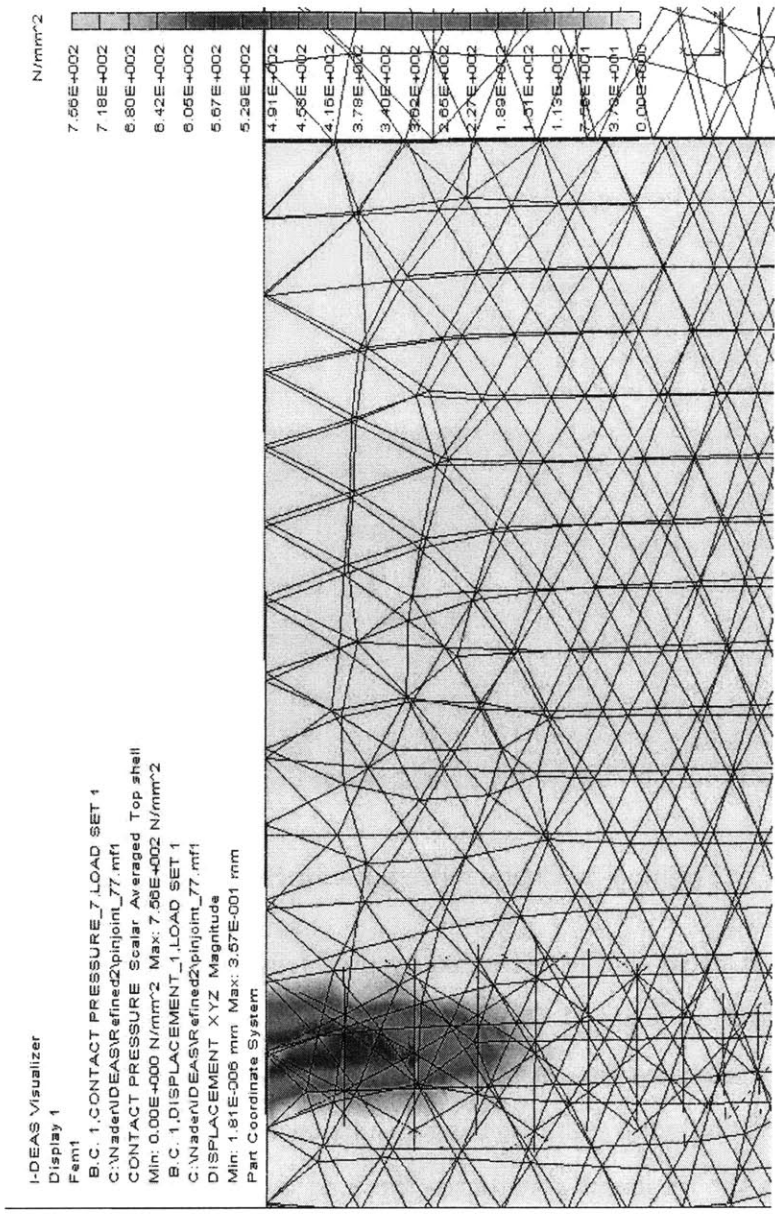 I-DEAS Visualizer
Display 1
Fem1
B.C. 1,CONTACT PRESSURE_7,LOAD SET 1
C:\Nader\IDEAS\Refined2\pinjoint_77.mf1
CONTACT PRESSURE Scalar Averaged Top shell
Min: 0.00E+000 N/mm^2 Max: 7.56E+002 N/mm^2
B.C. 1,DISPLACEMENT_1,LOAD SET 1
C:\Nader\IDEAS\Refined2\pinjoint_77.mf1
DISPLACEMENT XYZ Magnitude
Min: 1.81E-006 mm Max: 3.57E-001 mm
Part Coordinate System
N/mm^2
7.56E+002
7.18E+002
6.80E+002
6.42E+002
6.05E+002
5.67E+002
5.29E+002
4.91E+002
4.53E+002
4.16E+002
3.78E+002
3.40E+002
3.02E+002
2.65E+002
2.27E+002
1.89E+002
1.51E+002
1.13E+002
7.56E+001
3.78E+001
0.00E+000